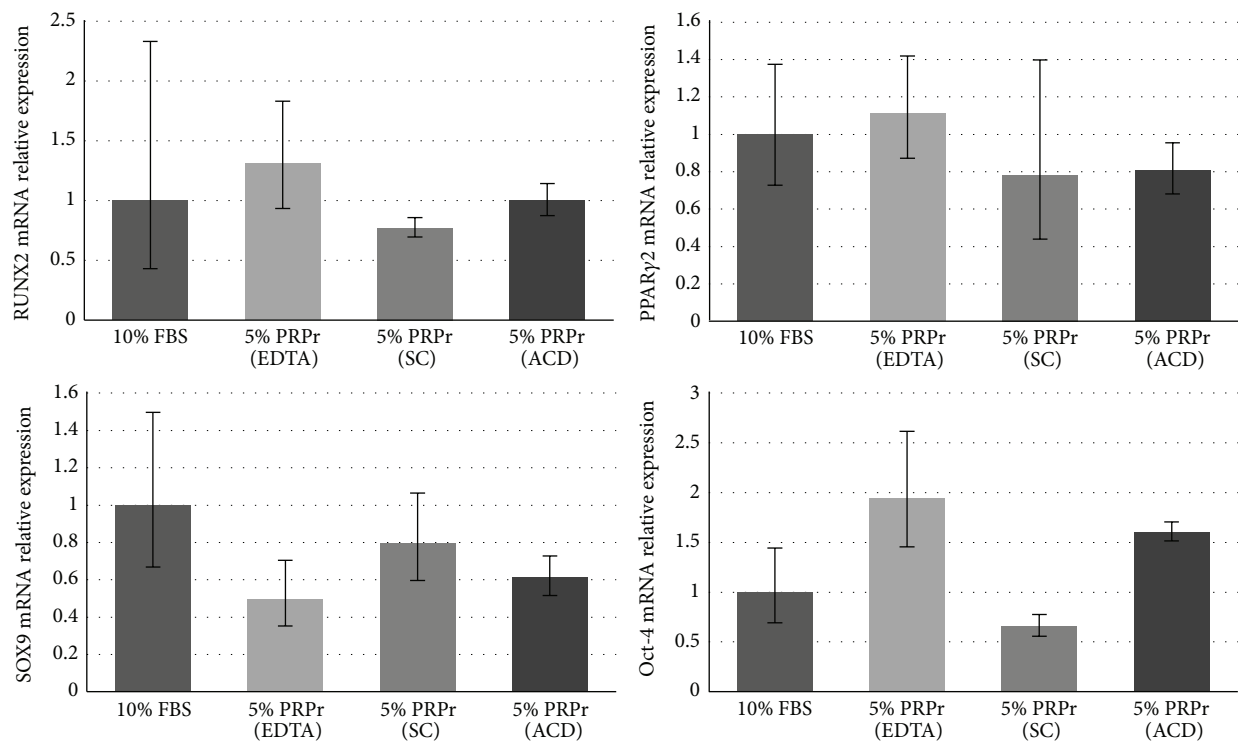 RUNX2 mRNA relative expression
2.5
2
1.5
1
0.5
0
10% FBS
5% PRPr
(EDTA)
5% PRPr
(SC)
5% PRPr
(ACD)
PPARγ2 mRNA relative expression
1.6
1.4
1.2
1
0.8
0.6
0.4
0.2
0
10% FBS
5% PRPr
(EDTA)
5% PRPr
(SC)
5% PRPr
(ACD)
SOX9 mRNA relative expression
1.6
1.4
1.2
1
0.8
0.6
0.4
0.2
0
10% FBS
5% PRPr
(EDTA)
5% PRPr
(SC)
5% PRPr
(ACD)
Oct-4 mRNA relative expression
3
2.5
2
1.5
1
0.5
0
10% FBS
5% PRPr
(EDTA)
5% PRPr
(SC)
5% PRPr
(ACD)